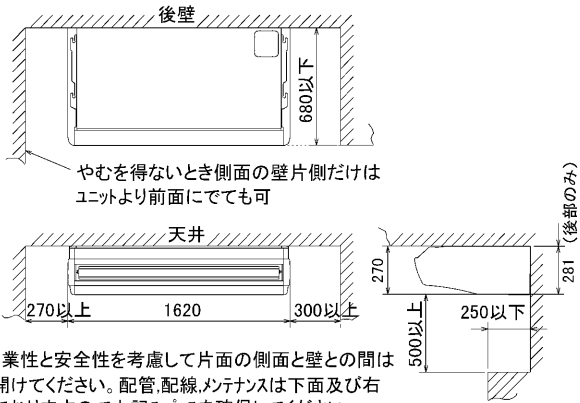 後壁
680以下
やむを得ないとき側面の壁片側だけは
ユニットより前面にでても可
天井
270以上
1620
300以上
270
281
(後部のみ)
500以上
250以下
業性と安全性を考慮して片面の側面と壁との間は
開けてください。配管,配線,メンテナンスは下面及び右